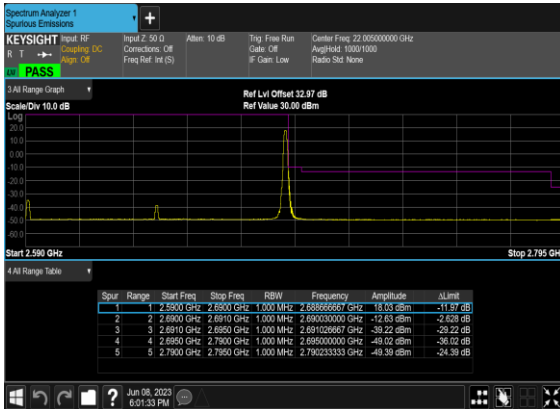 Spectrum Analyzer 1
Spurious Emissions
+
KEYSIGHT Input: RF Input Z: 50 Ω Atten: 10 dB Trig: Free Run Center Freq: 22.005000000 GHz
R T Coupling: DC Corrections: Off Gate: Off Avg|Hold: 1000/1000
Align: Off Freq Ref: Int (S) IF Gain: Low Radio Std: None
PASS
3 All Range Graph
Ref Lvl Offset 32.97 dB
Scale/Div 10.0 dB Ref Value 30.00 dBm
Log
20.0
10.0
0.00
-10.0
-20.0
-30.0
-40.0
-50.0
-60.0
Start 2.590 GHz Stop 2.795 GH
4 All Range Table
Spur Range Start Freq Stop Freq RBW Frequency Amplitude ΔLimit
1 1 2.5900 GHz 2.6900 GHz 1.000 MHz 2.688666667 GHz 18.03 dBm -11.97 dB
2 2 2.6900 GHz 2.6910 GHz 1.000 MHz 2.690030000 GHz -12.63 dBm -2.628 dB
3 3 2.6910 GHz 2.6950 GHz 1.000 MHz 2.691026667 GHz -39.22 dBm -29.22 dB
4 4 2.6950 GHz 2.7900 GHz 1.000 MHz 2.695000000 GHz -49.02 dBm -36.02 dB
5 5 2.7900 GHz 2.7950 GHz 1.000 MHz 2.790233333 GHz -49.39 dBm -24.39 dB
? Jun 08, 2023
6:01:33 PM